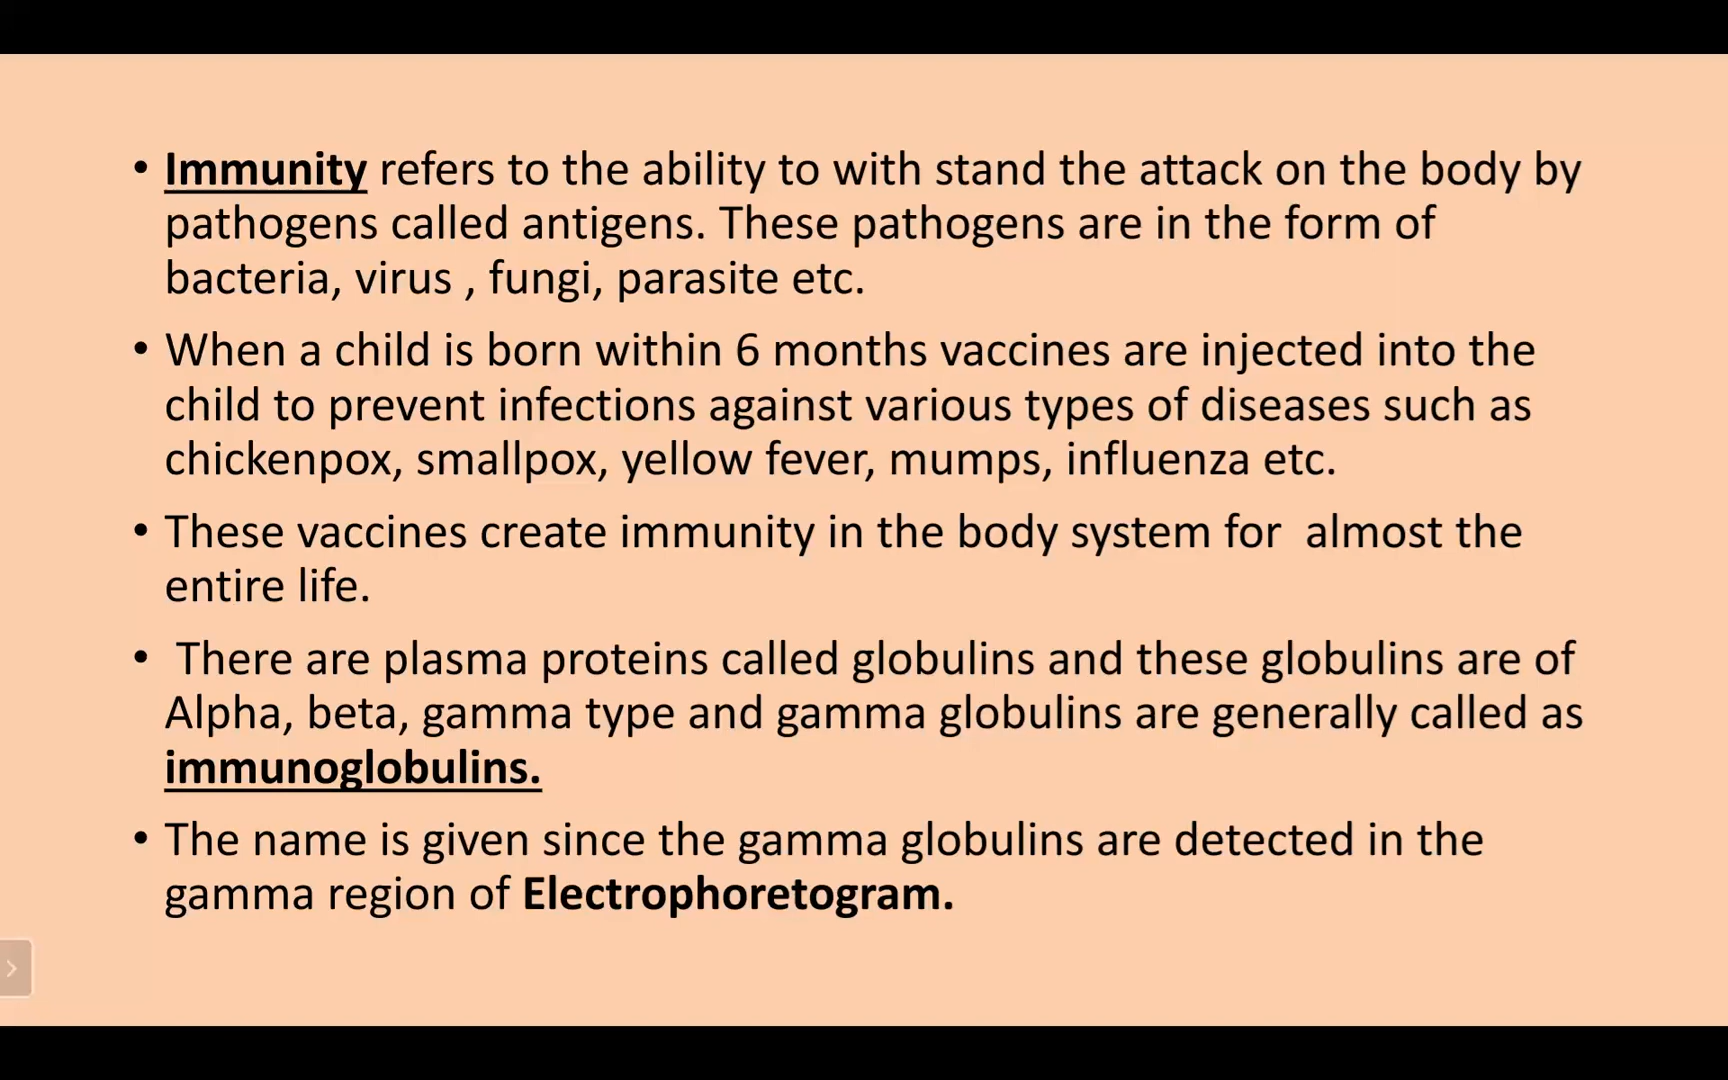 • Immunity refers to the ability to with stand the attack on the body by
pathogens called antigens. These pathogens are in the form of
bacteria, virus , fungi, parasite etc.
• When a child is born within 6 months vaccines are injected into the
child to prevent infections against various types of diseases such as
chickenpox, smallpox, yellow fever, mumps, influenza etc.
• These vaccines create immunity in the body system for  almost the
entire life.
•  There are plasma proteins called globulins and these globulins are of
Alpha, beta, gamma type and gamma globulins are generally called as
immunoglobulins.
• The name is given since the gamma globulins are detected in the
gamma region of Electrophoretogram.